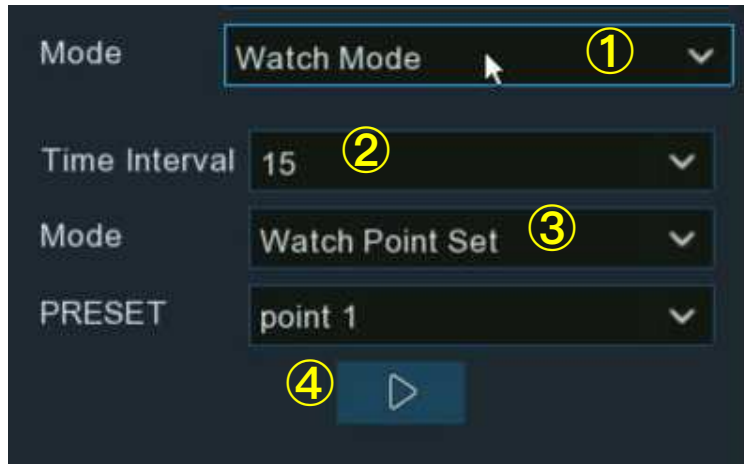 Mode Watch Mode ①
Time Interval 15 ②
Mode Watch Point Set ③
PRESET point 1
④